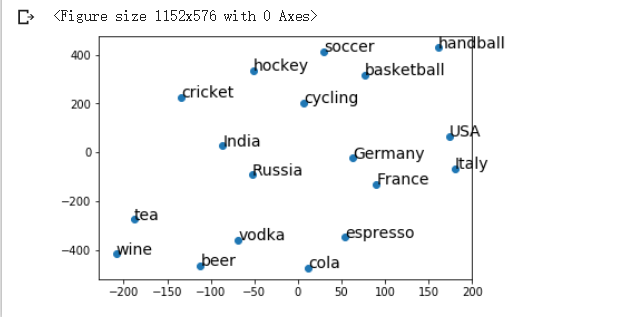 <Figure size 1152x576 with 0 Axes>
400
200
0
−200
−400
soccer
handball
hockey
basketball
cricket
cycling
USA
India
Germany
Italy
Russia
France
tea
espresso
vodka
wine
beer
cola
−200 −150 −100 −50 0 50 100 150 200